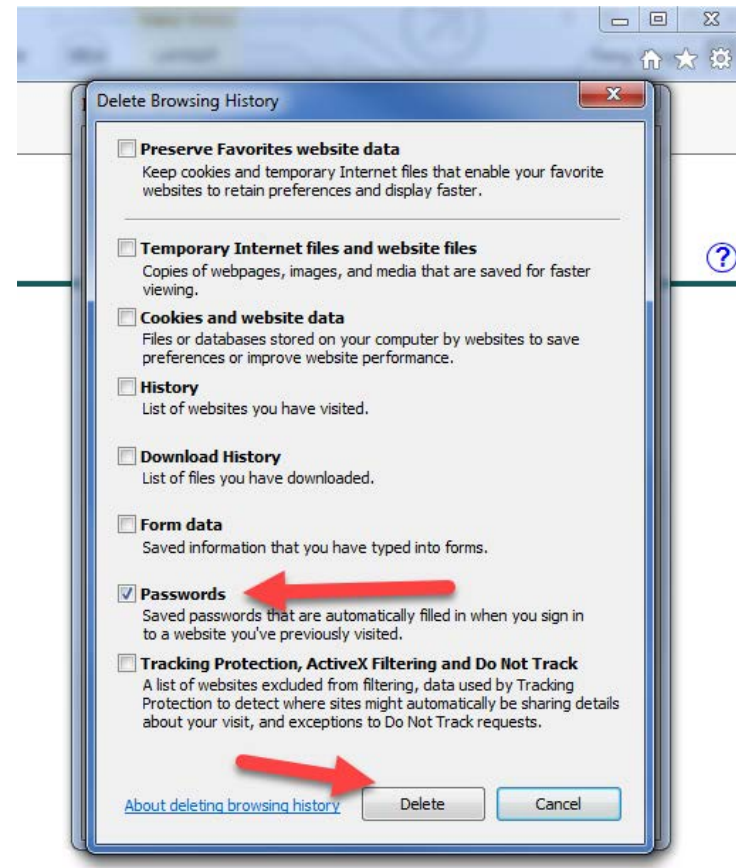 Delete Browsing History
Preserve Favorites website data
Keep cookies and temporary Internet files that enable your favorite
websites to retain preferences and display faster.
Temporary Internet files and website files
Copies of webpages, images, and media that are saved for faster
viewing.
Cookies and website data
Files or databases stored on your computer by websites to save
preferences or improve website performance.
History
List of websites you have visited.
Download History
List of files you have downloaded.
Form data
Saved information that you have typed into forms.
Passwords
Saved passwords that are automatically filled in when you sign in
to a website you've previously visited.
Tracking Protection, ActiveX Filtering and Do Not Track
A list of websites excluded from filtering, data used by Tracking
Protection to detect where sites might automatically be sharing details
about your visit, and exceptions to Do Not Track requests.
About deleting browsing history Delete Cancel
?